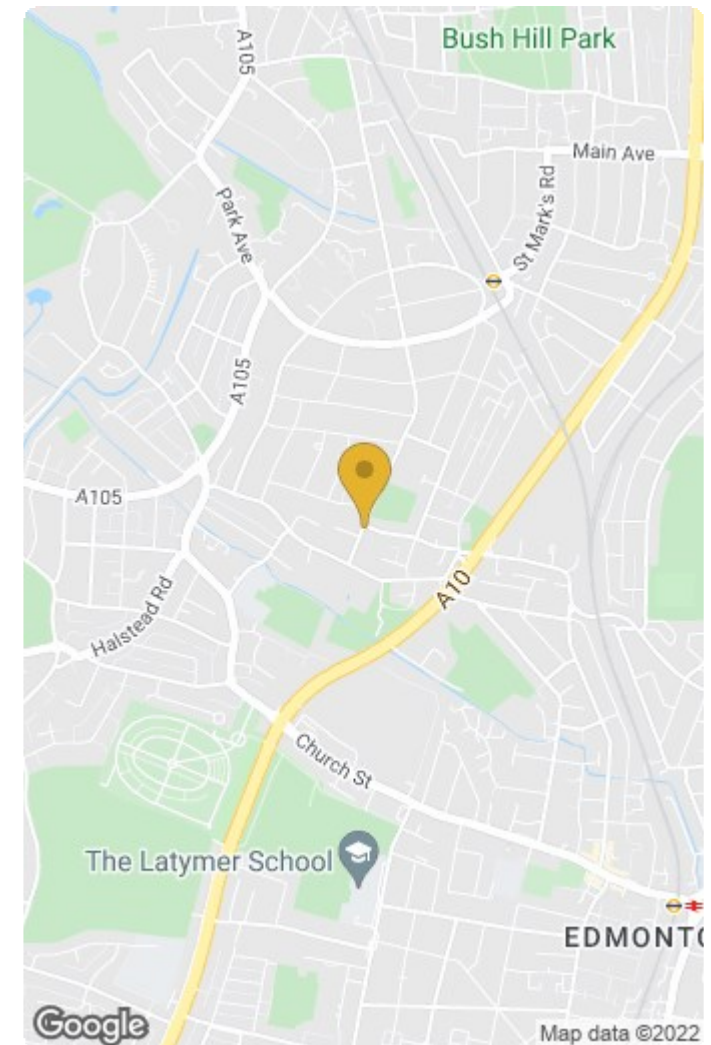 Bush Hill Park
A105
Main Ave
St Mark's Rd
Park Ave
A105
A105
A10
Halstead Rd
Church St
The Latymer School
EDMONTO
Google
Map data ©2022